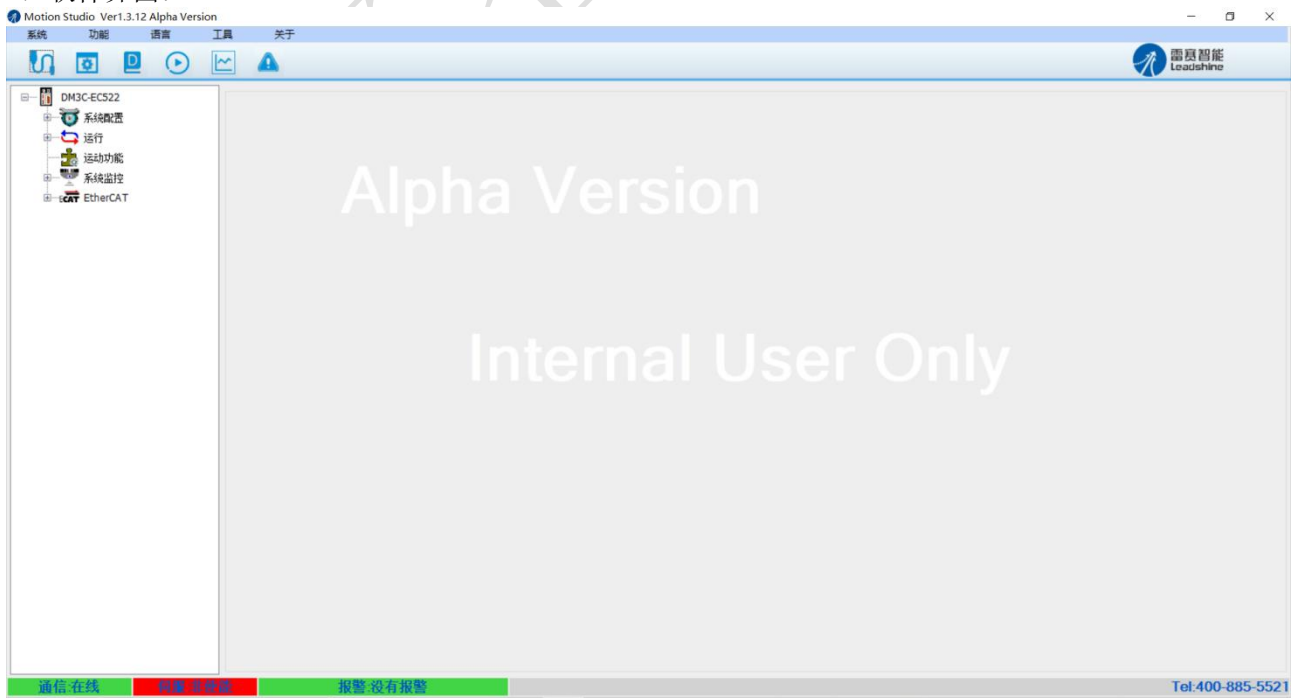 Motion Studio Ver1.3.12 Alpha Version
系统 功能 语言 工具 关于
雷赛智能
Leadshine
DM3C-EC522
系统配置
运行
运动功能
系统监控
EtherCAT
Alpha Version
Internal User Only
通信:在线 报警:没有报警 Tel:400-885-5521